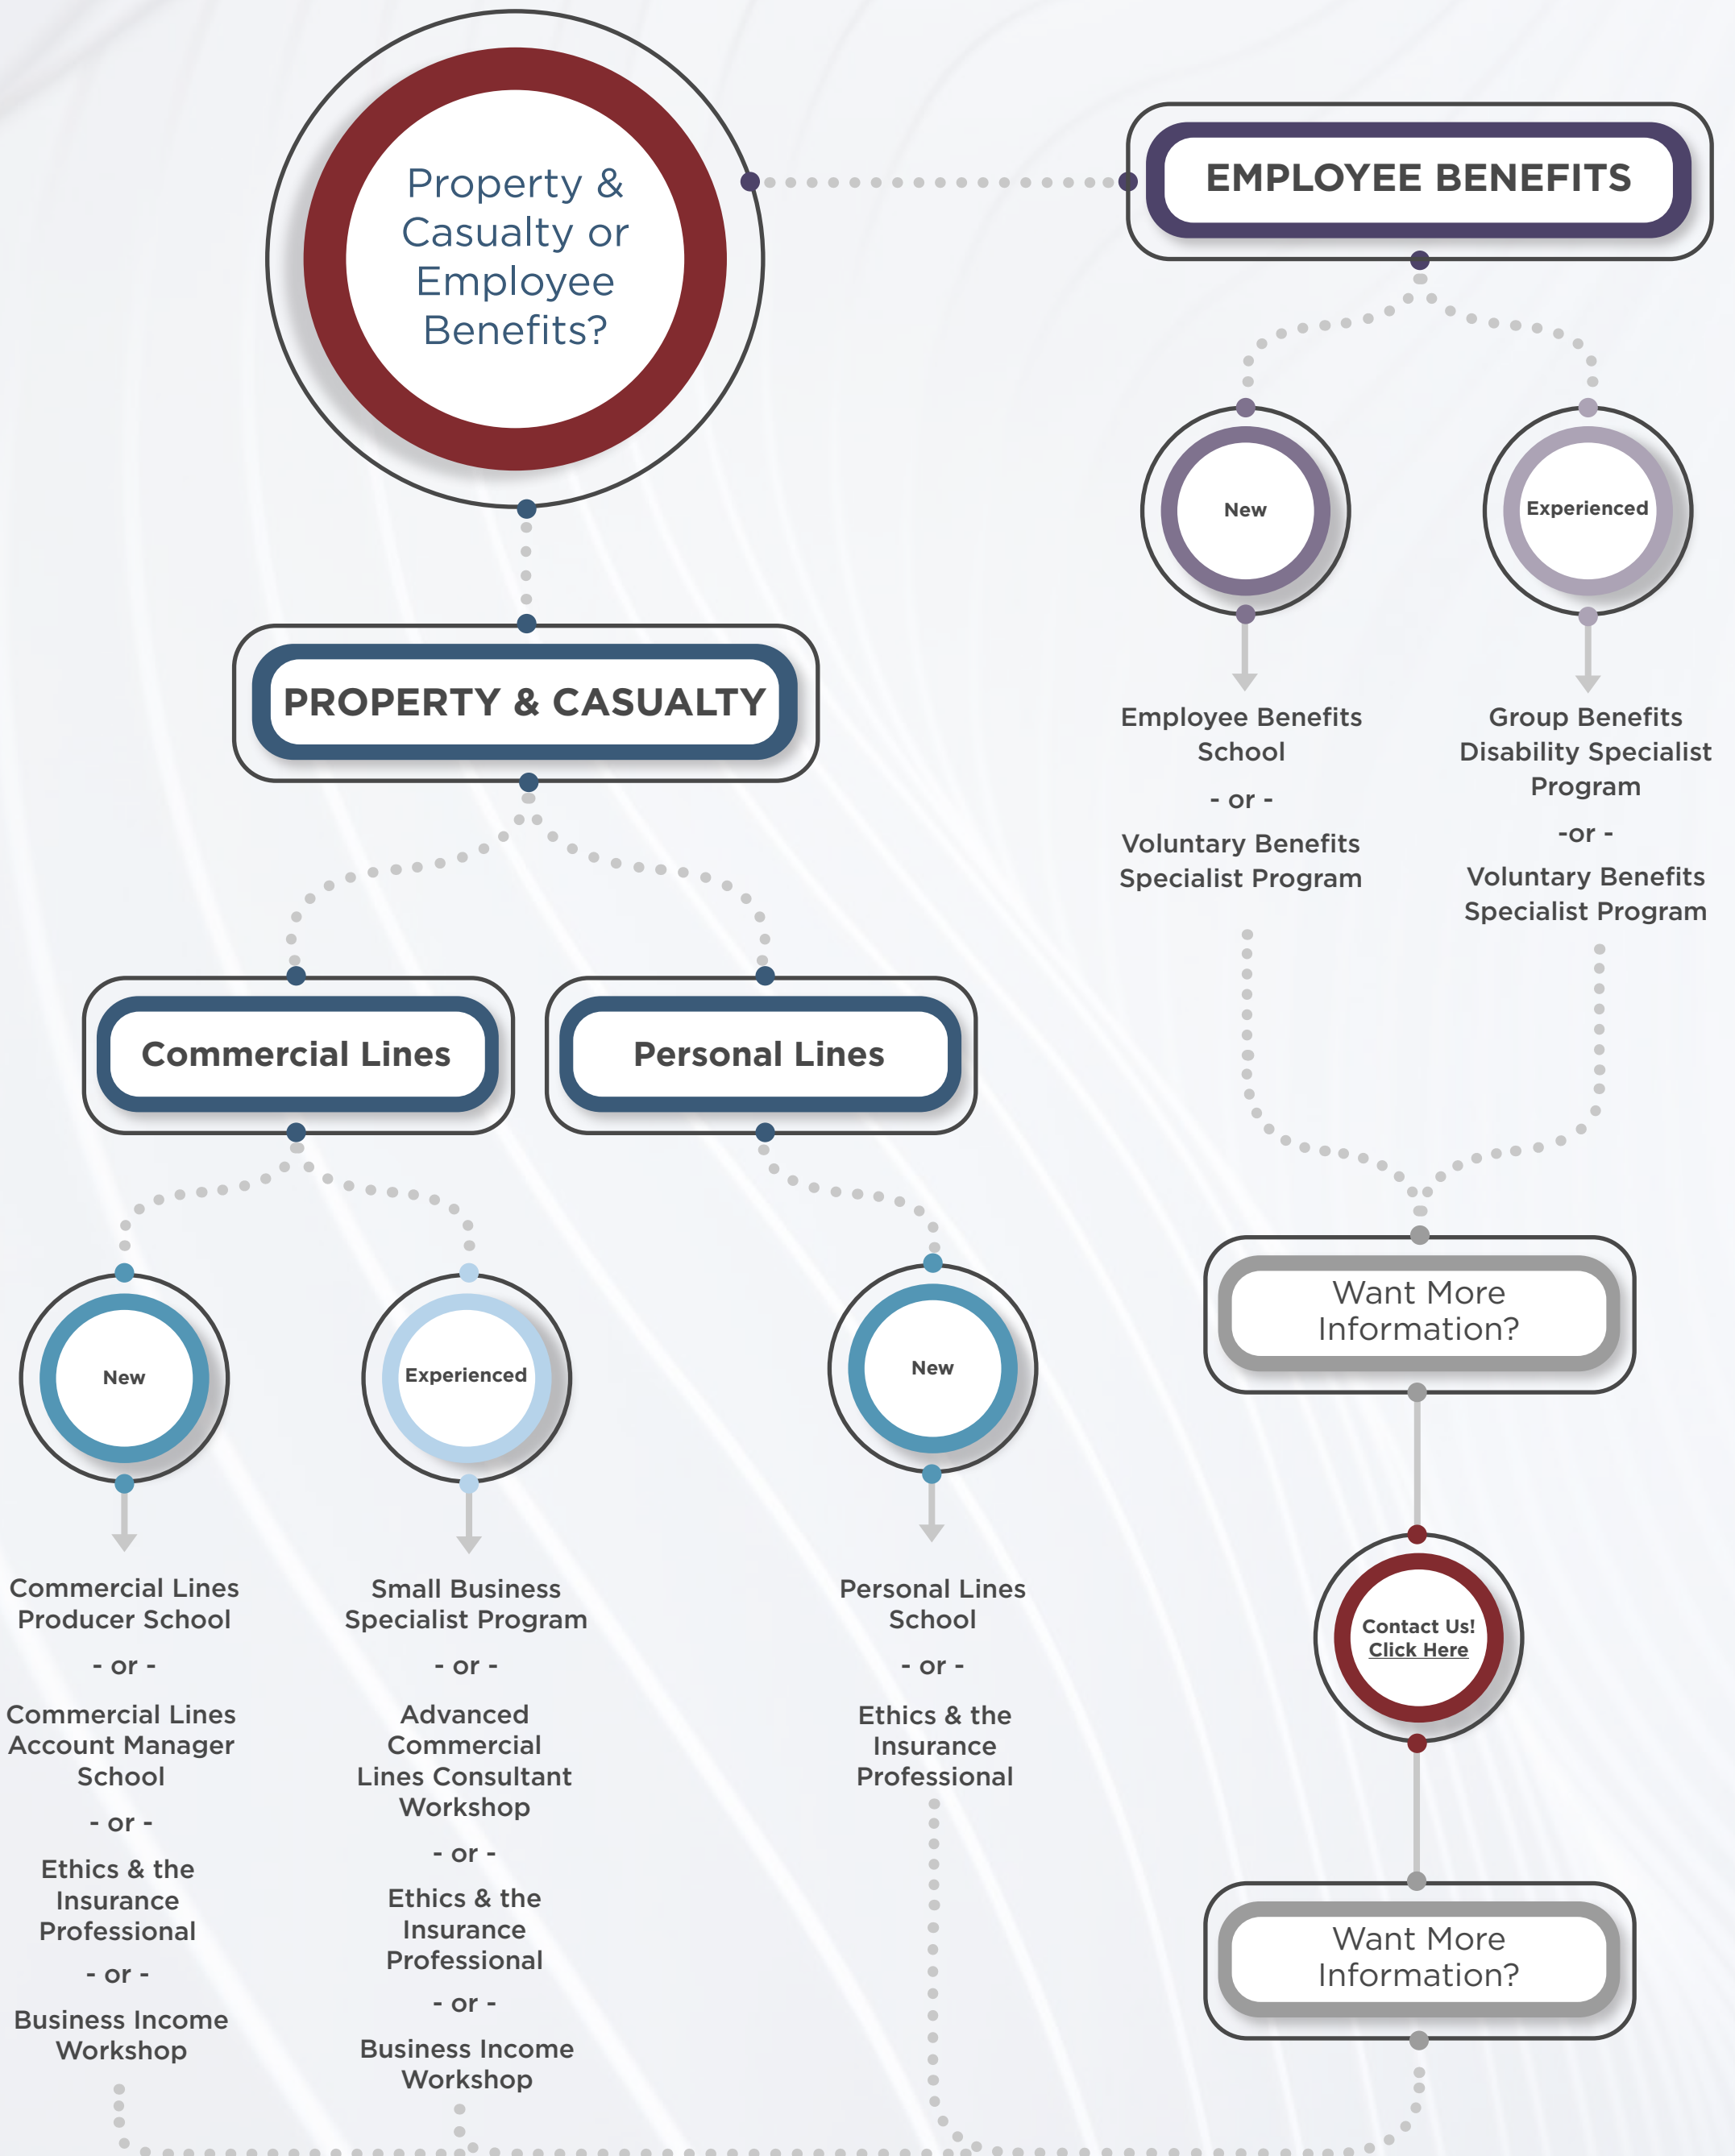 Property &
Casualty or
Employee
Benefits?
EMPLOYEE BENEFITS
New
Experienced
Employee Benefits
School
- or -
Voluntary Benefits
Specialist Program
Group Benefits
Disability Specialist
Program
-or -
Voluntary Benefits
Specialist Program
PROPERTY & CASUALTY
Commercial Lines
Personal Lines
New
Experienced
New
Commercial Lines
Producer School
- or -
Commercial Lines
Account Manager
School
- or -
Ethics & the
Insurance
Professional
- or -
Business Income
Workshop
Small Business
Specialist Program
- or -
Advanced
Commercial
Lines Consultant
Workshop
- or -
Ethics & the
Insurance
Professional
- or -
Business Income
Workshop
Personal Lines
School
- or -
Ethics & the
Insurance
Professional
Want More
Information?
Contact Us!
Click Here
Want More
Information?